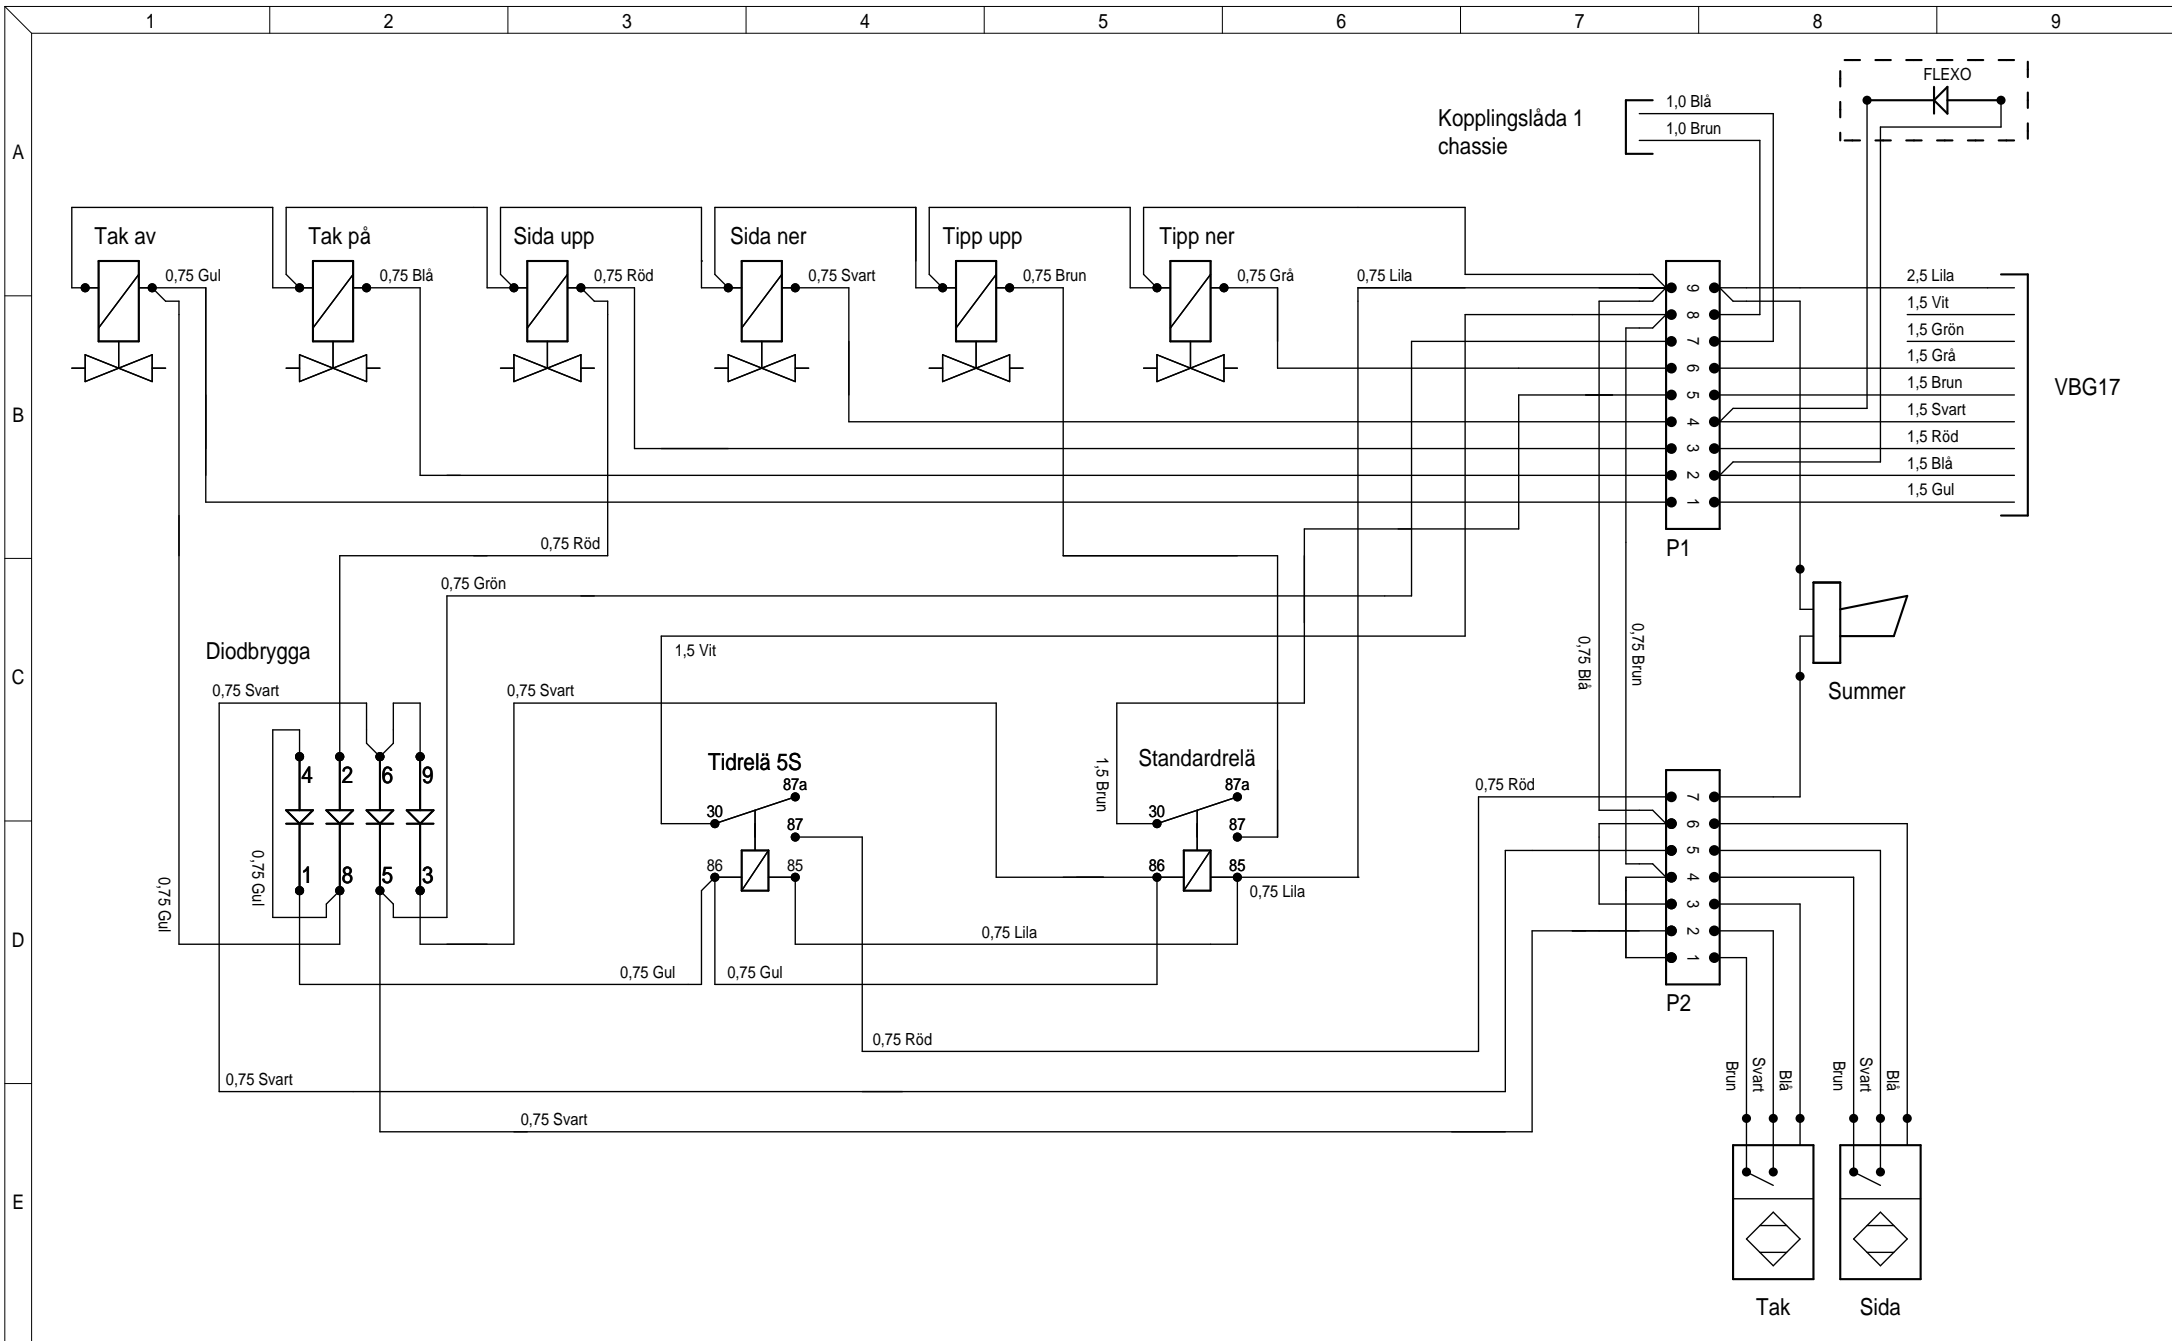 1 2 3 4 5 6 7 8 9
A
B
C
D
E
FLEXO
Kopplingslåda 1
chassie
1,0 Blå
1,0 Brun
Tak av
Tak på
Sida upp
Sida ner
Tipp upp
Tipp ner
0,75 Gul
0,75 Blå
0,75 Röd
0,75 Svart
0,75 Brun
0,75 Grå
0,75 Lila
9
8
7
6
5
4
3
2
1
P1
2,5 Lila
1,5 Vit
1,5 Grön
1,5 Grå
1,5 Brun
1,5 Svart
1,5 Röd
1,5 Blå
1,5 Gul
VBG17
0,75 Röd
0,75 Grön
1,5 Vit
0,75 Blå
0,75 Brun
Summer
Diodbrygga
0,75 Svart
0,75 Svart
4 2 6 9
1 8 5 3
0,75 Gul
0,75 Gul
Tidrelä 5S
87a
30
87
86
85
1,5 Brun
Standardrelä
87a
30
87
86
85
0,75 Lila
0,75 Lila
0,75 Gul
0,75 Gul
0,75 Röd
0,75 Röd
7
6
5
4
3
2
1
P2
0,75 Svart
0,75 Svart
Brun
Svart
Blå
Brun
Svart
Blå
Tak
Sida